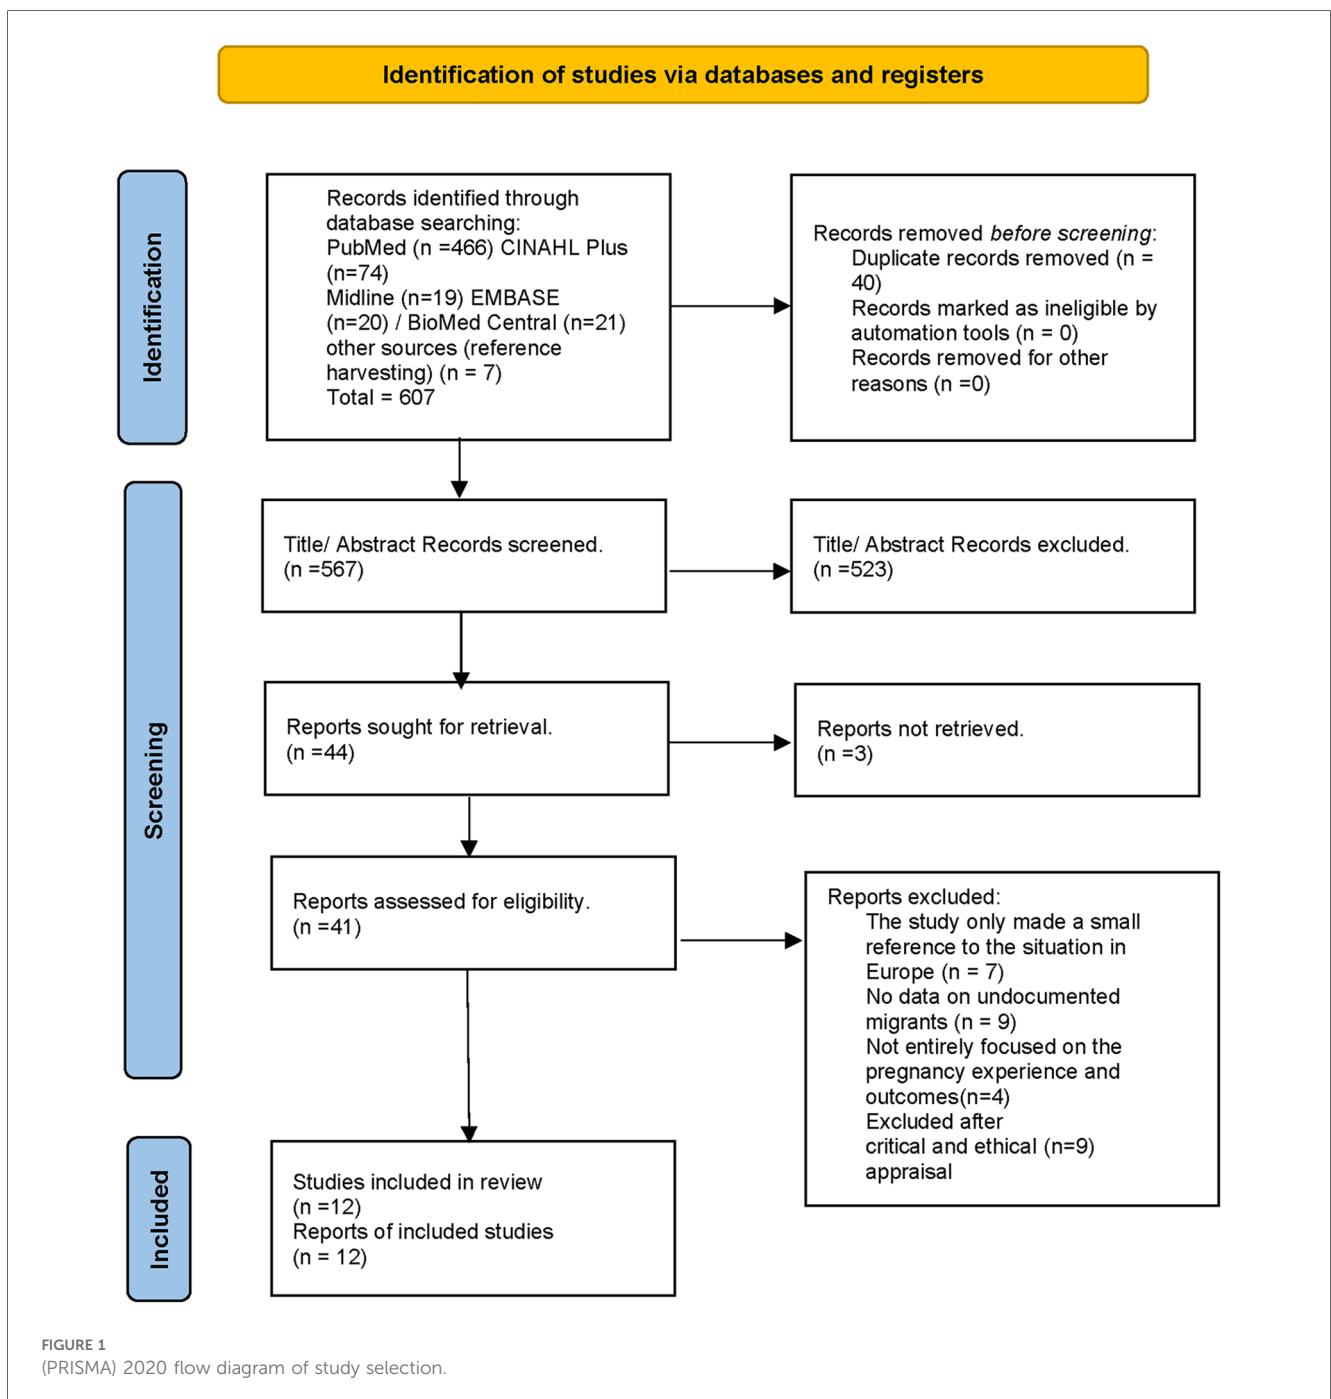 Identification of studies via databases and registers
Identification
Records identified through
database searching:
PubMed (n =466) CINAHL Plus
(n=74)
Midline (n=19) EMBASE
(n=20) / BioMed Central (n=21)
other sources (reference
harvesting) (n = 7)
Total = 607
Records removed before screening:
Duplicate records removed (n =
40)
Records marked as ineligible by
automation tools (n = 0)
Records removed for other
reasons (n =0)
Screening
Title/ Abstract Records screened.
(n =567)
Title/ Abstract Records excluded.
(n =523)
Reports sought for retrieval.
(n =44)
Reports not retrieved.
(n =3)
Reports assessed for eligibility.
(n =41)
Reports excluded:
The study only made a small
reference to the situation in
Europe (n = 7)
No data on undocumented
migrants (n = 9)
Not entirely focused on the
pregnancy experience and
outcomes(n=4)
Excluded after
critical and ethical (n=9)
appraisal
Included
Studies included in review
(n =12)
Reports of included studies
(n = 12)
FIGURE 1
(PRISMA) 2020 flow diagram of study selection.